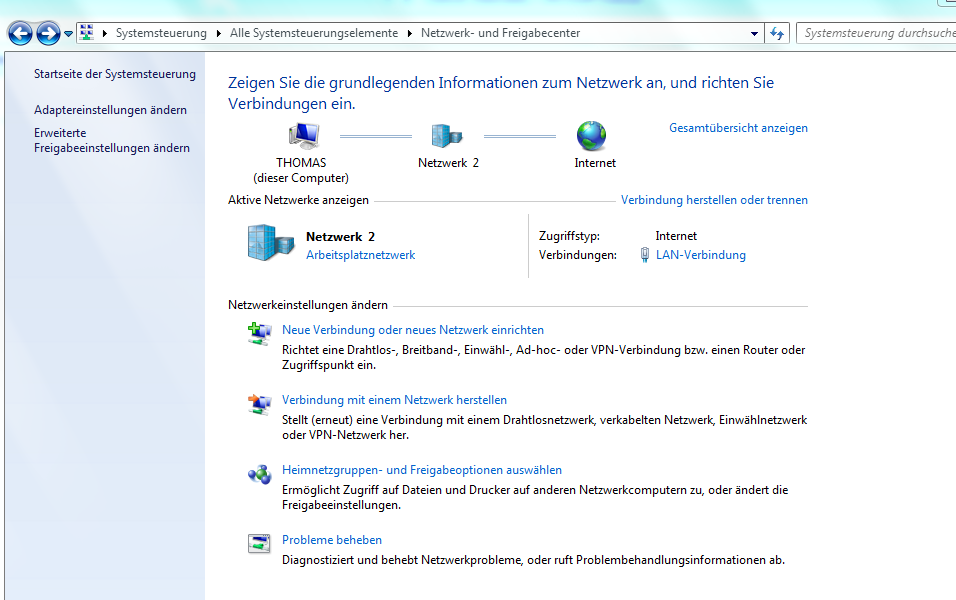 Systemsteuerung Alle Systemsteuerungselemente Netzwerk- und Freigabecenter
Systemsteuerung durchsuche
Startseite der Systemsteuerung
Adaptereinstellungen ändern
Erweiterte
Freigabeeinstellungen ändern
Zeigen Sie die grundlegenden Informationen zum Netzwerk an, und richten Sie
Verbindungen ein.
Gesamtübersicht anzeigen
THOMAS
(dieser Computer)
Netzwerk 2
Internet
Aktive Netzwerke anzeigen
Verbindung herstellen oder trennen
Netzwerk 2
Arbeitsplatznetzwerk
Zugriffstyp: Internet
Verbindungen: LAN-Verbindung
Netzwerkeinstellungen ändern
Neue Verbindung oder neues Netzwerk einrichten
Richtet eine Drahtlos-, Breitband-, Einwähl-, Ad-hoc- oder VPN-Verbindung bzw. einen Router oder
Zugriffspunkt ein.
Verbindung mit einem Netzwerk herstellen
Stellt (erneut) eine Verbindung mit einem Drahtlosnetzwerk, verkabelten Netzwerk, Einwählnetzwerk
oder VPN-Netzwerk her.
Heimnetzgruppen- und Freigabeoptionen auswählen
Ermöglicht Zugriff auf Dateien und Drucker auf anderen Netzwerkcomputern zu, oder ändert die
Freigabeeinstellungen.
Probleme beheben
Diagnostiziert und behebt Netzwerkprobleme, oder ruft Problembehandlungsinformationen ab.